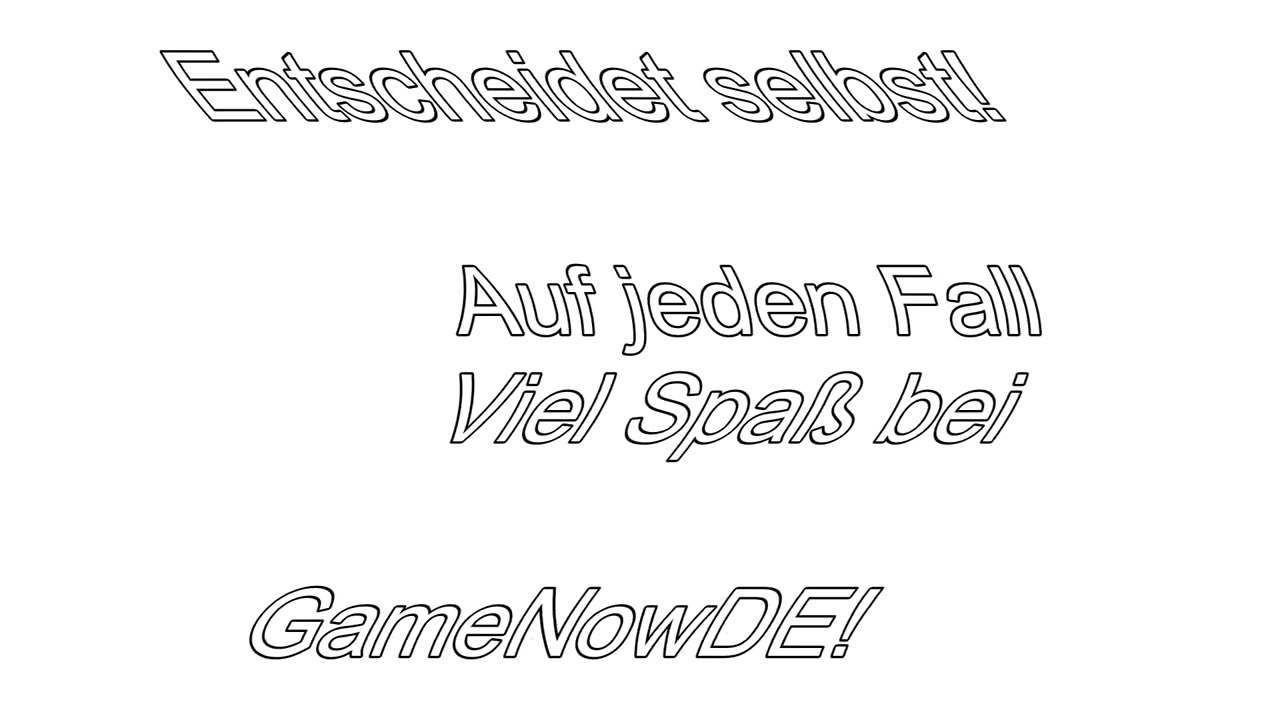 Entscheidet selbst!
Auf jeden Fall
Viel Spaß bei
GameNowDE!